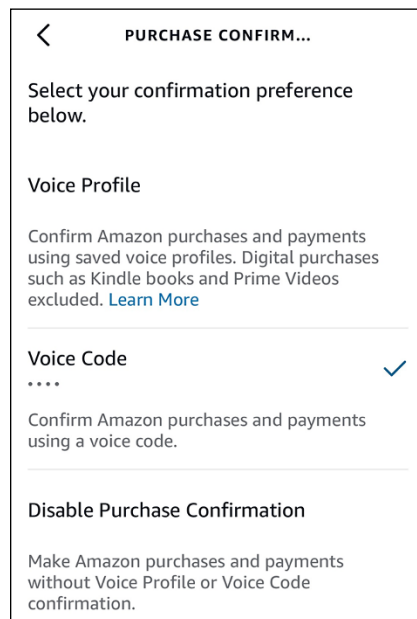 PURCHASE CONFIRM...
Select your confirmation preference
below.
Voice Profile
Confirm Amazon purchases and payments
using saved voice profiles. Digital purchases
such as Kindle books and Prime Videos
excluded. Learn More
Voice Code
••••
Confirm Amazon purchases and payments
using a voice code.
Disable Purchase Confirmation
Make Amazon purchases and payments
without Voice Profile or Voice Code
confirmation.